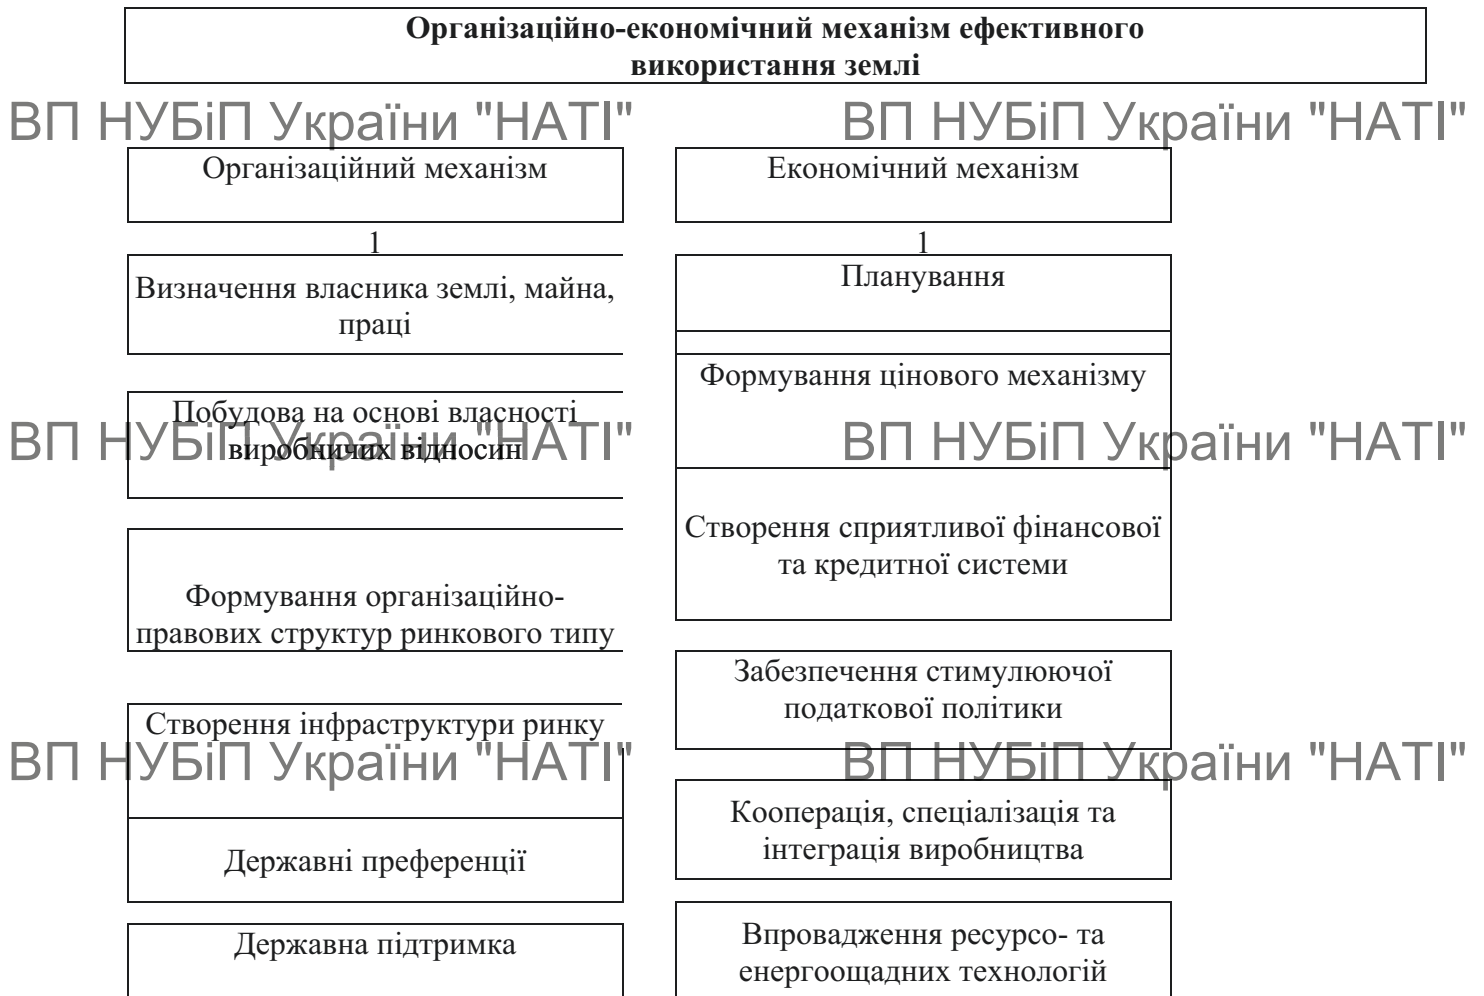 Організаційно-економічний механізм ефективного
використання землі
ВП НУБіП України "НАТІ"
ВП НУБіП України "НАТІ"
Організаційний механізм
1
Визначення власника землі, майна,
праці
Побудова на основі власності
виробничих відносин
ВП НУБіП України "НАТІ"
Формування організаційно-
правових структур ринкового типу
Створення інфраструктури ринку
ВП НУБіП України "НАТІ"
Державні преференції
Державна підтримка
Економічний механізм
1
Планування
Формування цінового механізму
ВП НУБіП України "НАТІ"
Створення сприятливої фінансової
та кредитної системи
Забезпечення стимулюючої
податкової політики
ВП НУБіП України "НАТІ"
Кооперація, спеціалізація та
інтеграція виробництва
Впровадження ресурсо- та
енергоощадних технологій